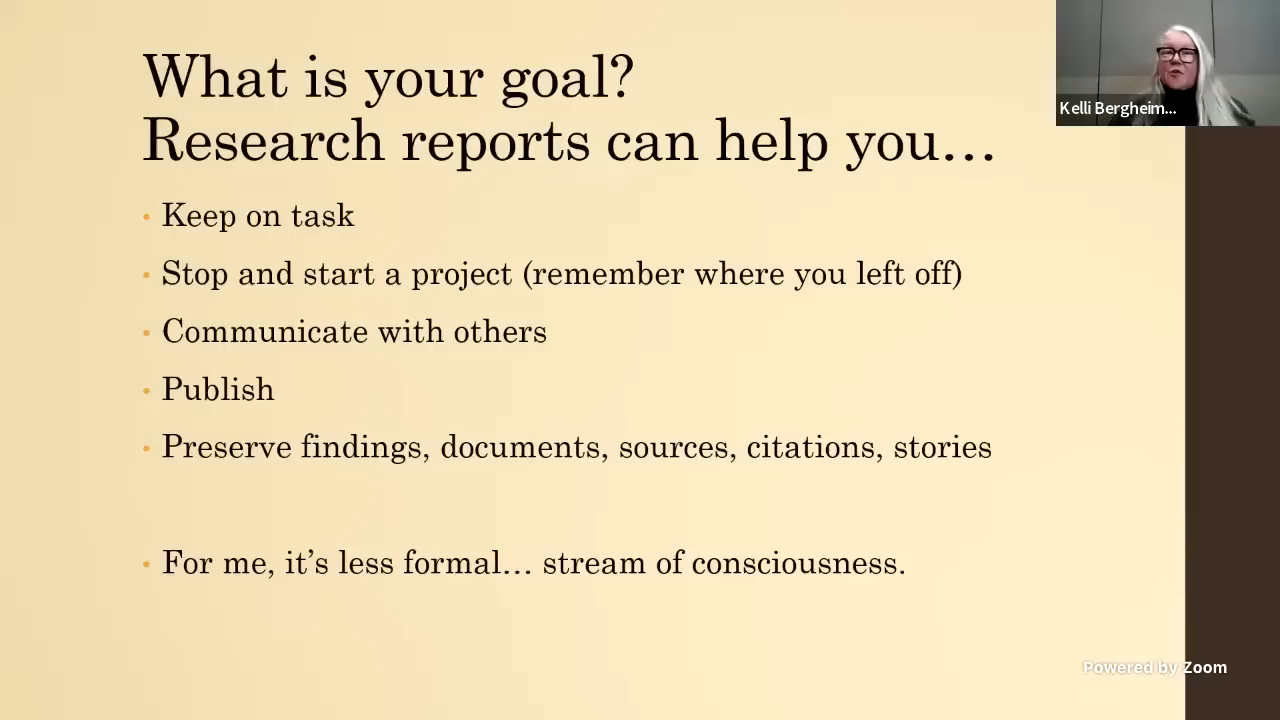 What is your goal?
Research reports can help you…
• Keep on task
• Stop and start a project (remember where you left off)
• Communicate with others
• Publish
• Preserve findings, documents, sources, citations, stories
• For me, it’s less formal… stream of consciousness.
Kelli Bergheim...
Powered by Zoom